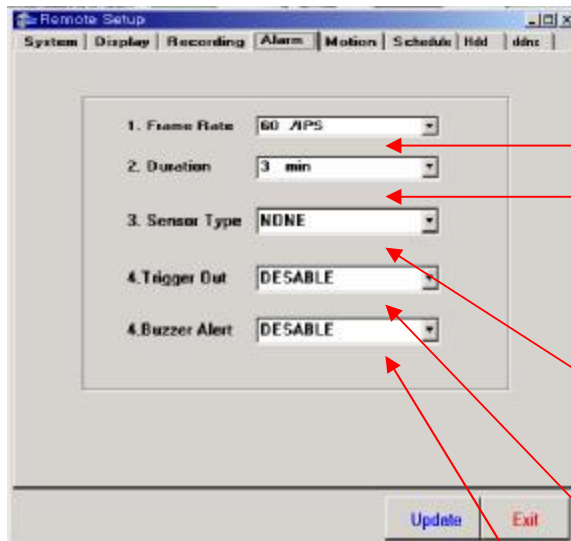 Remote Setup
System Display Recording Alarm Motion Schedule Hdd ddns
1. Frame Rate 60 /IPS
2. Duration 3 min
3. Sensor Type NONE
4.Trigger Out DESABLE
4.Buzzer Alert DESABLE
Update Exit